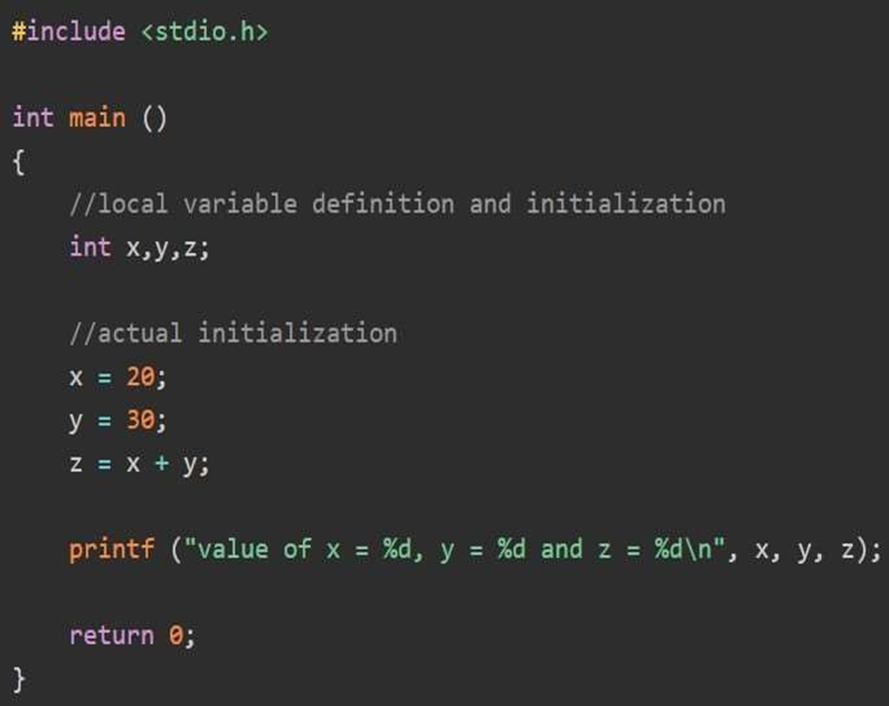 #include <stdio.h>
int main ()
{
//local variable definition and initialization
int x,y,z;
//actual initialization
x = 20;
y = 30;
z = x + y;
printf ("value of x = %d, y = %d and z = %d\n", x, y, z);
return 0;
}